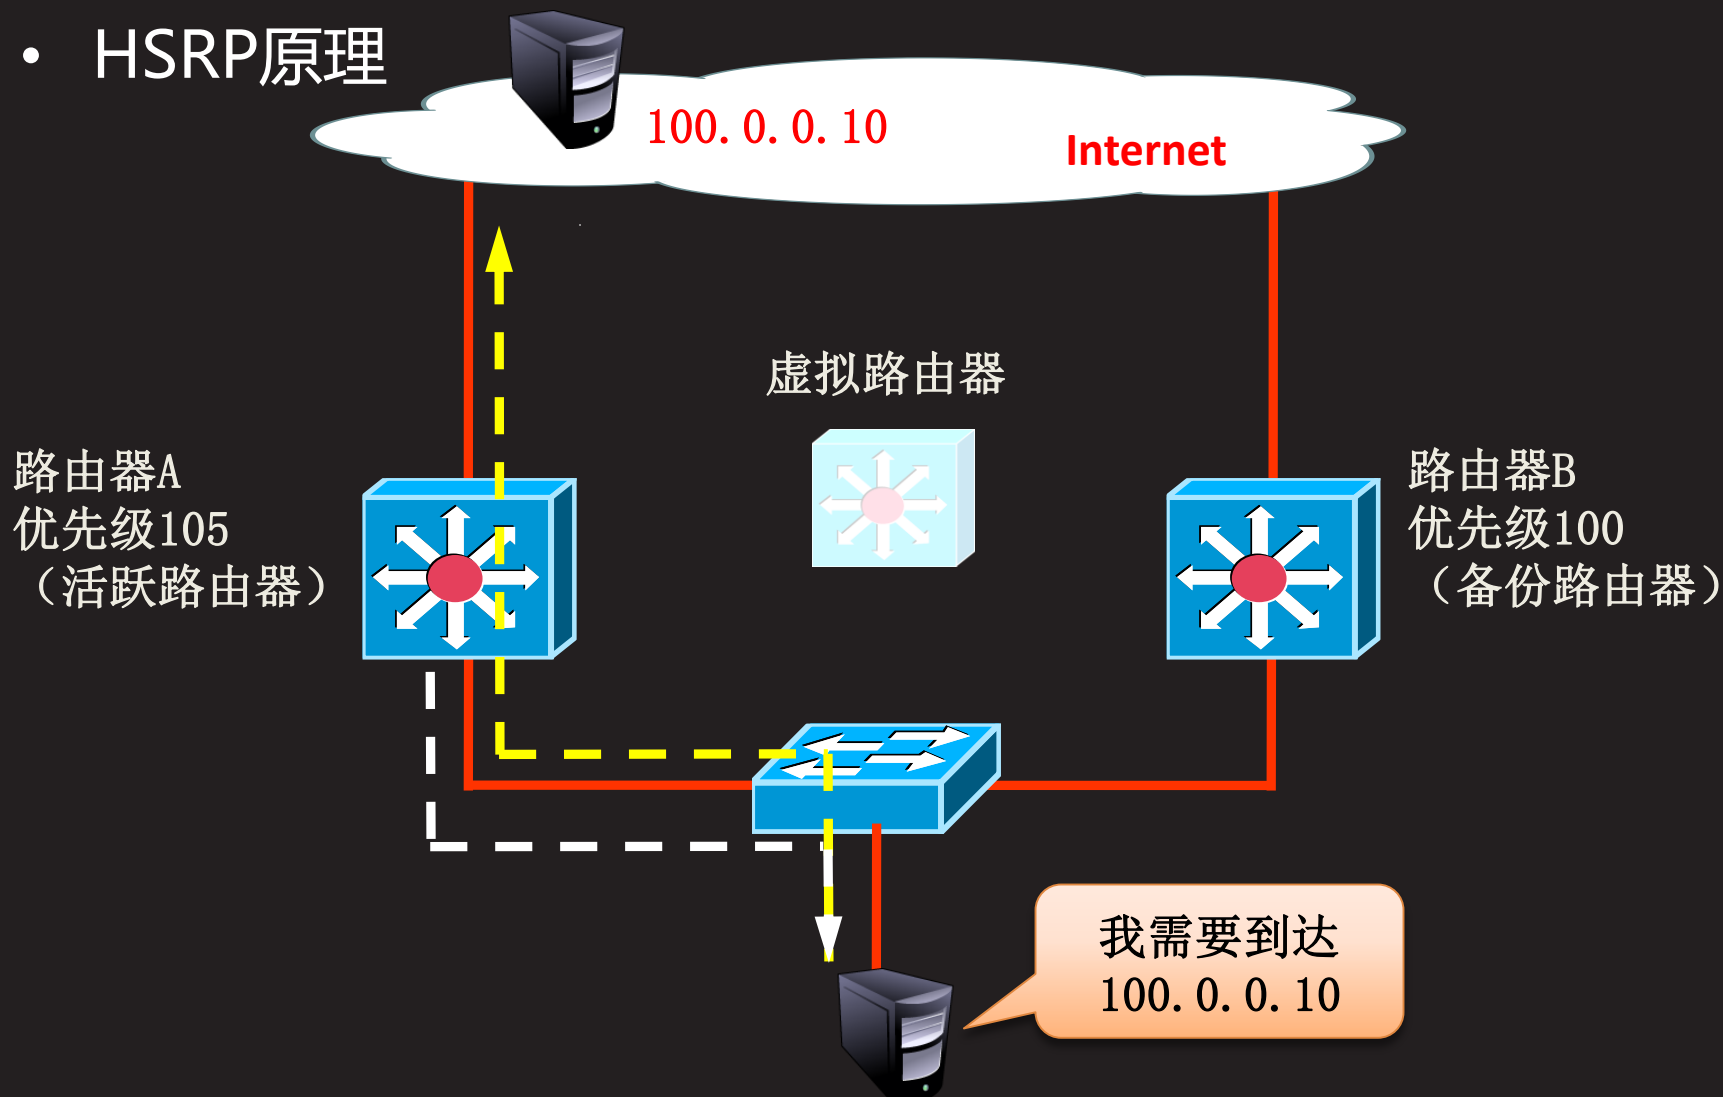 • HSRP原理
100.0.0.10
Internet
虚拟路由器
路由器A
优先级105
（活跃路由器）
路由器B
优先级100
（备份路由器）
我需要到达
100.0.0.10